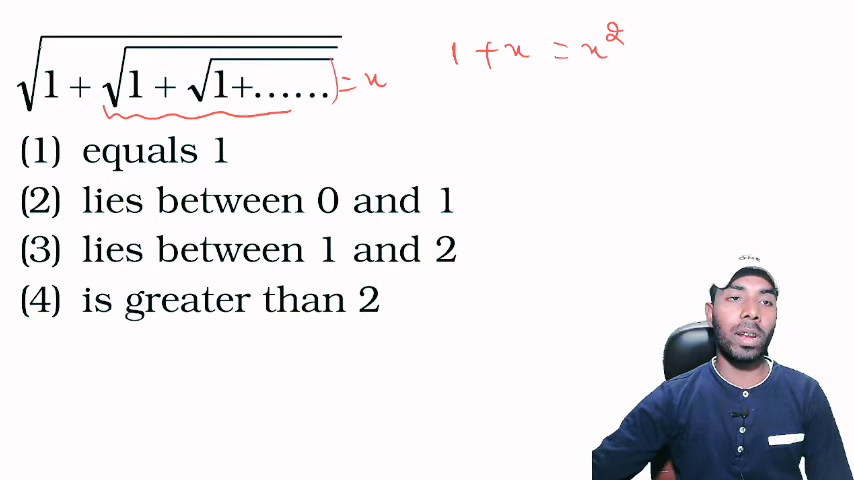 √1 + √1 + √1+...... = x
1 + x = x²
(1) equals 1
(2) lies between 0 and 1
(3) lies between 1 and 2
(4) is greater than 2